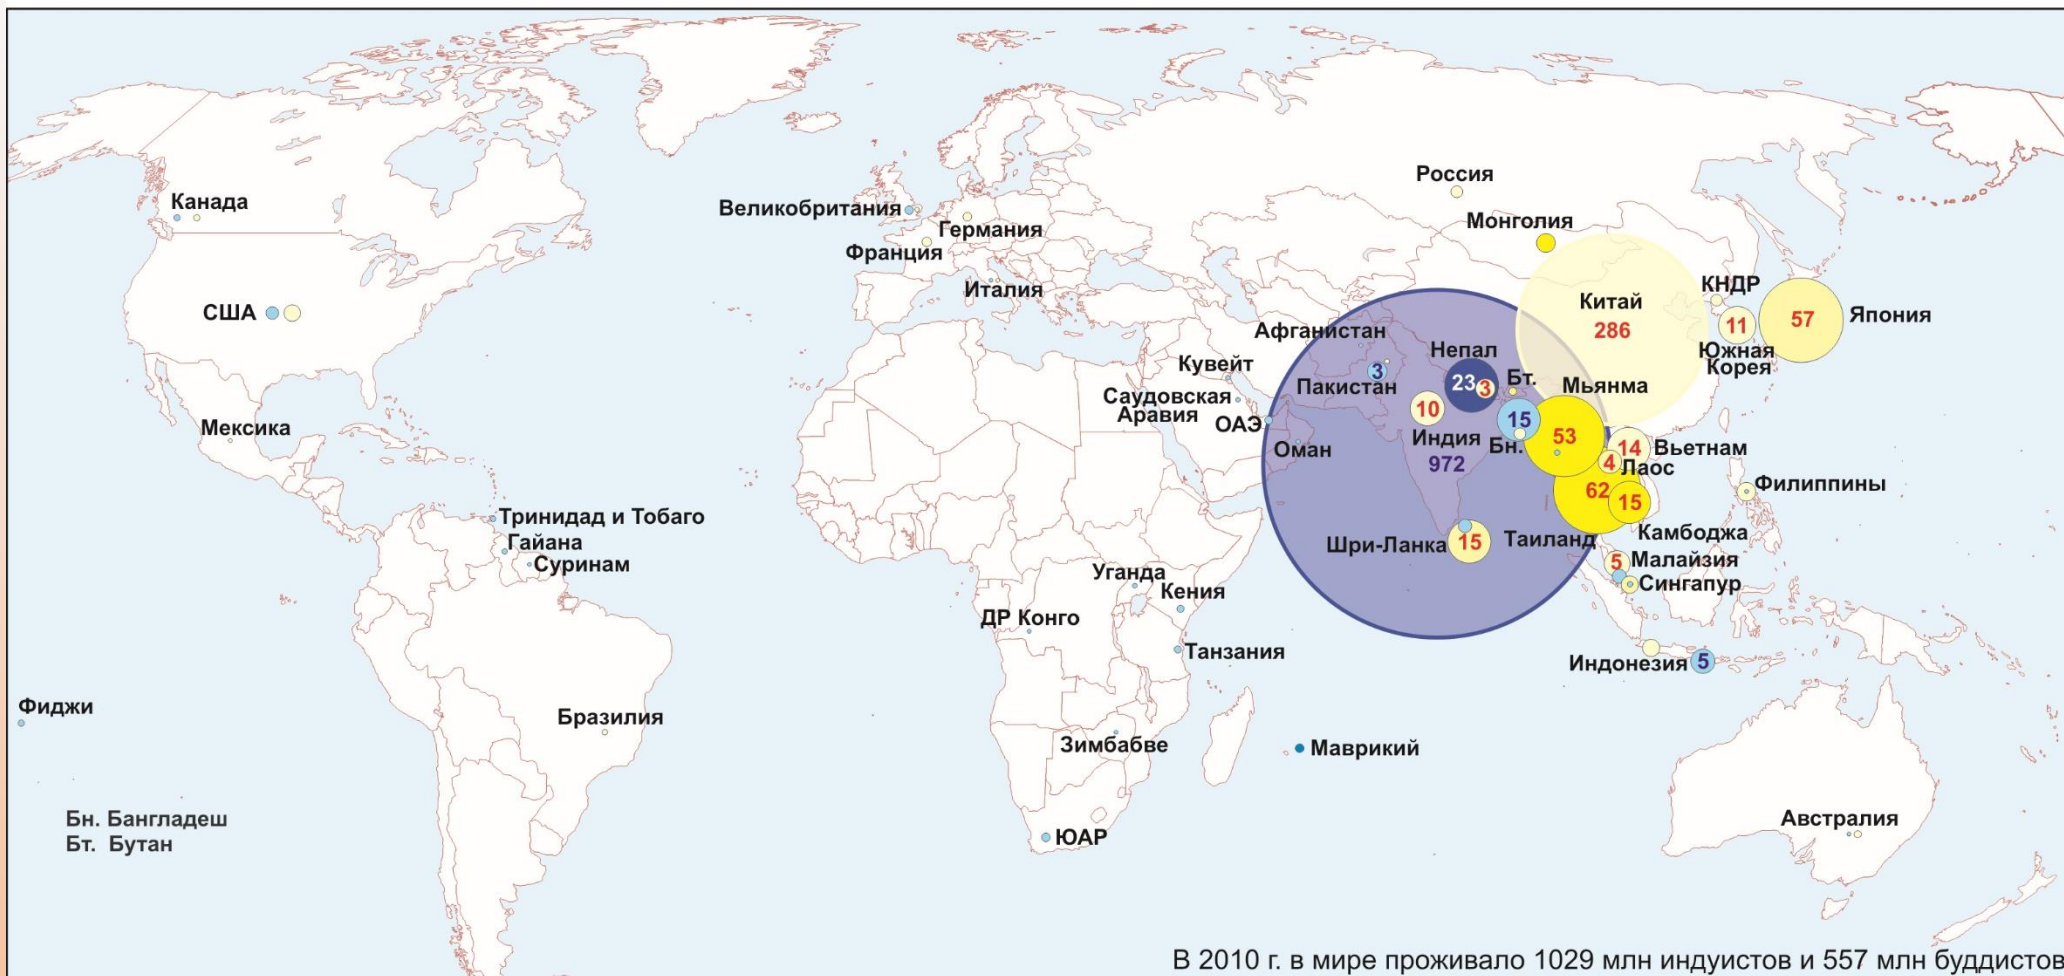 Канада
США
Мексика
Тринидад и Тобаго
Гайана
Суринам
Бразилия
Фиджи
Бн. Бангладеш
Бт. Бутан
Великобритания
Германия
Франция
Италия
Россия
Монголия
Китай
286
КНДР
11
Южная
Корея
57
Япония
Афганистан
Кувейт
Саудовская
Аравия
ОАЭ
Оман
3
Пакистан
Непал
23
3
Бт.
10
Индия
972
15
Бн.
Мьянма
53
14
Вьетнам
4
Лаос
62
15
Таиланд
Камбоджа
Филиппины
Шри-Ланка
15
5
Малайзия
Сингапур
Индонезия
5
Уганда
Кения
ДР Конго
Танзания
Зимбабве
Маврикий
ЮАР
Австралия
В 2010 г. в мире проживало 1029 млн индуистов и 557 млн буддистов